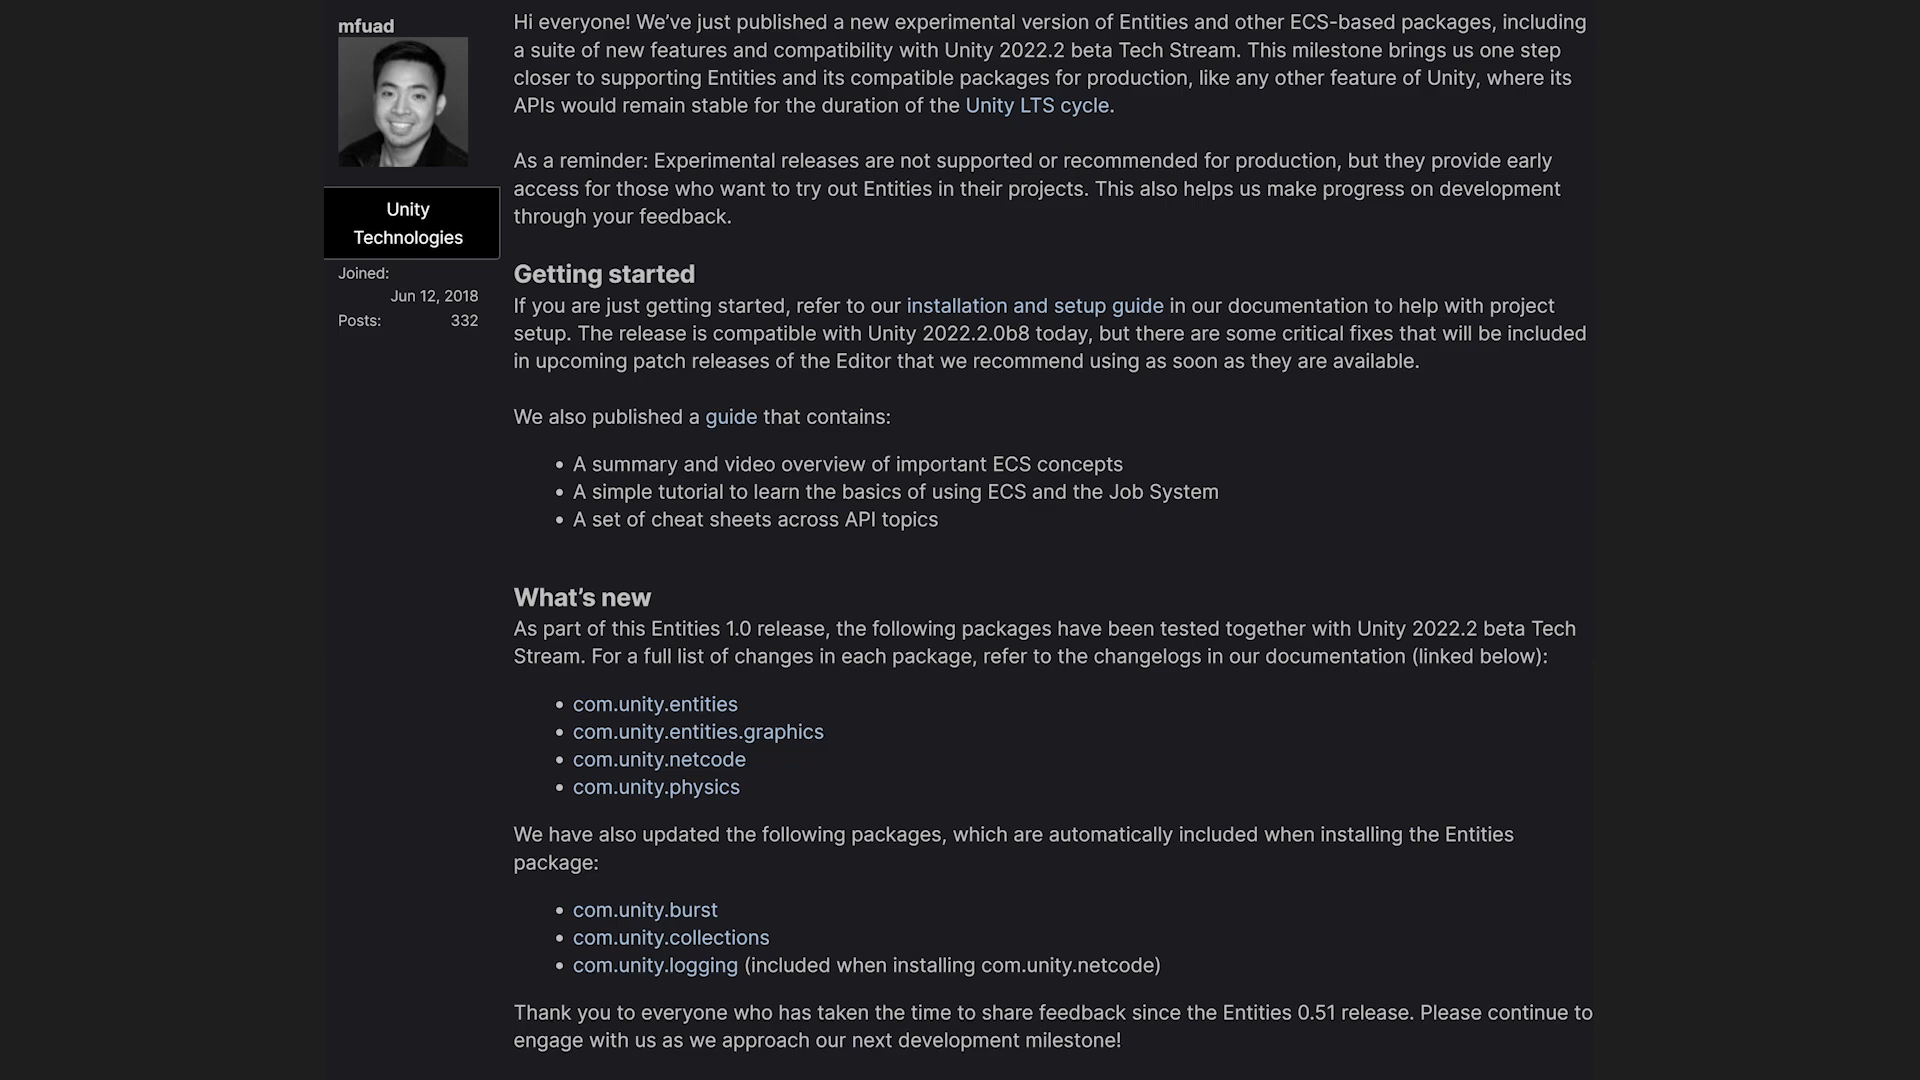 mfuad
Unity
Technologies
Joined:
Jun 12, 2018
Posts: 332
Hi everyone! We’ve just published a new experimental version of Entities and other ECS-based packages, including
a suite of new features and compatibility with Unity 2022.2 beta Tech Stream. This milestone brings us one step
closer to supporting Entities and its compatible packages for production, like any other feature of Unity, where its
APIs would remain stable for the duration of the Unity LTS cycle.
As a reminder: Experimental releases are not supported or recommended for production, but they provide early
access for those who want to try out Entities in their projects. This also helps us make progress on development
through your feedback.
Getting started
If you are just getting started, refer to our installation and setup guide in our documentation to help with project
setup. The release is compatible with Unity 2022.2.0b8 today, but there are some critical fixes that will be included
in upcoming patch releases of the Editor that we recommend using as soon as they are available.
We also published a guide that contains:
• A summary and video overview of important ECS concepts
• A simple tutorial to learn the basics of using ECS and the Job System
• A set of cheat sheets across API topics
What’s new
As part of this Entities 1.0 release, the following packages have been tested together with Unity 2022.2 beta Tech
Stream. For a full list of changes in each package, refer to the changelogs in our documentation (linked below):
• com.unity.entities
• com.unity.entities.graphics
• com.unity.netcode
• com.unity.physics
We have also updated the following packages, which are automatically included when installing the Entities
package:
• com.unity.burst
• com.unity.collections
• com.unity.logging (included when installing com.unity.netcode)
Thank you to everyone who has taken the time to share feedback since the Entities 0.51 release. Please continue to
engage with us as we approach our next development milestone!